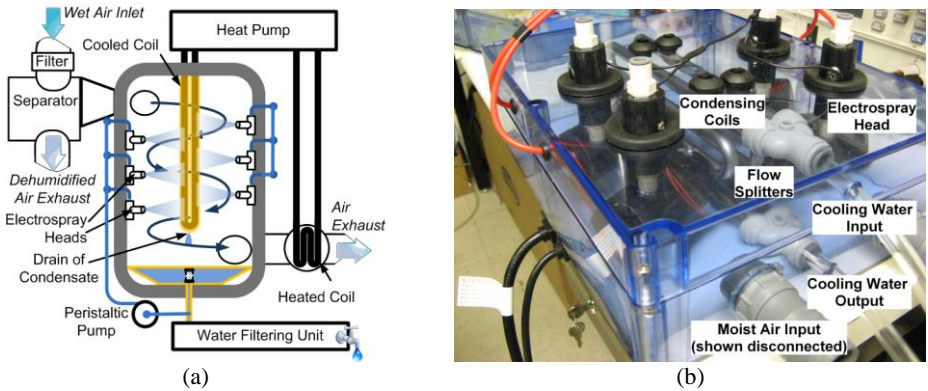 Wet Air Inlet
Filter
Separator
Dehumidified
Air Exhaust
Electrospray
Heads
Drain of
Condensate
Peristaltic
Pump
Cooled Coil
Heat Pump
Air
Exhaust
Heated Coil
Water Filtering Unit
(a)
Condensing
Coils
Electrospray
Head
Flow
Splitters
Cooling Water
Input
Cooling Water
Output
Moist Air Input
(shown disconnected)
(b)